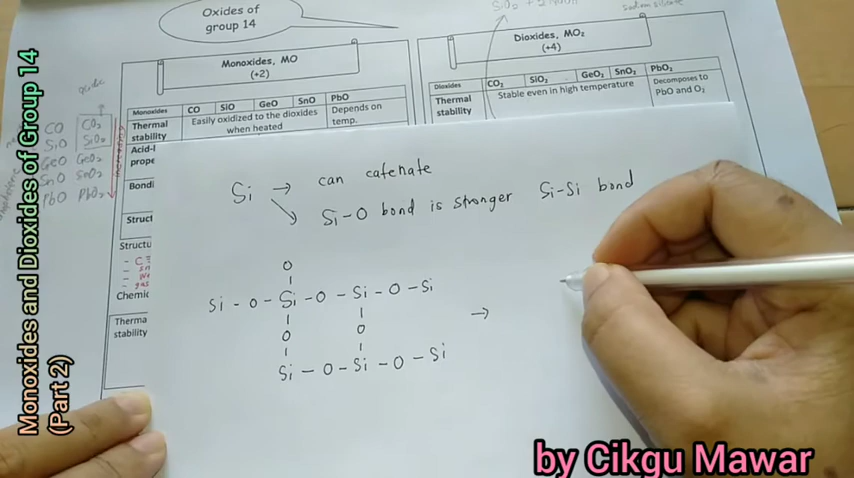 Oxides of
group 14
Monoxides, MO
(+2)
Dioxides, MO₂
(+4)
Monoxides CO SiO GeO SnO PbO
Thermal stability
Easily oxidized to the dioxides
when heated
Depends on
temp.
Dioxides CO₂ SiO₂ GeO₂ SnO₂ PbO₂
Thermal
stability
Stable even in high temperature
Decomposes to
PbO and O₂
CO CO₂
SiO SiO₂
GeO GeO₂
SnO SnO₂
PbO PbO₂
Si → can catenate
Si-O bond is stronger Si-Si bond
O
Si - O - Si - O - Si - O - Si
O O
Si - O - Si - O - Si
→
Monoxides and Dioxides of Group 14
(Part 2)
by Cikgu Mawar